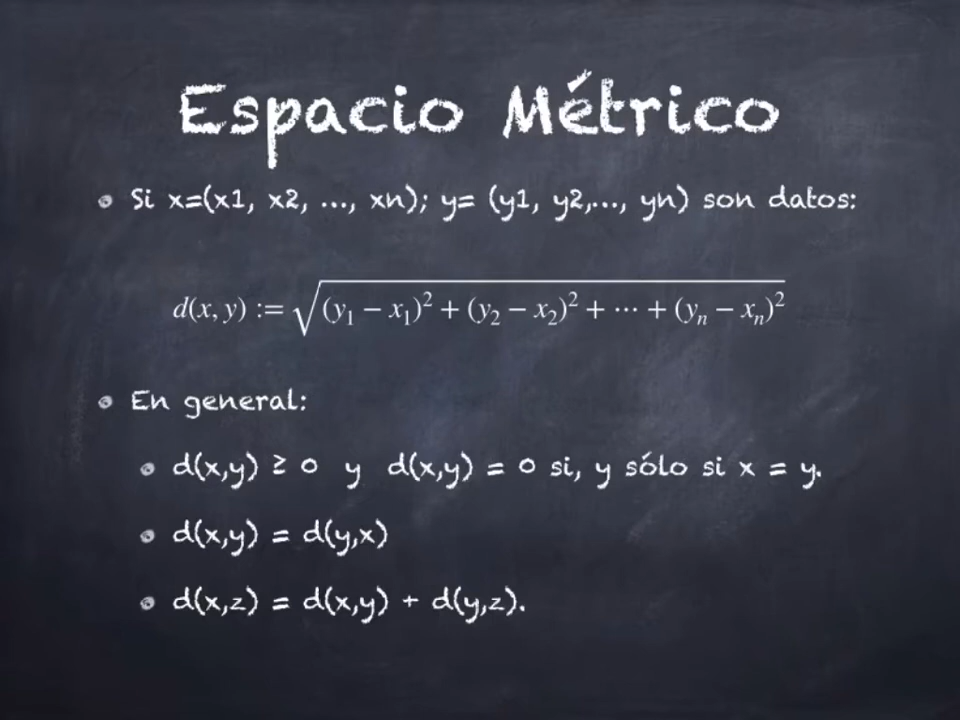 Espacio Métrico
Si x=(x1, x2, ..., xn); y= (y1, y2,..., yn) son datos:
d(x, y) := √((y₁ − x₁)² + (y₂ − x₂)² + ⋯ + (yₙ − xₙ)²)
En general:
d(x,y) ≥ 0 y d(x,y) = 0 si, y sólo si x = y.
d(x,y) = d(y,x)
d(x,z) = d(x,y) + d(y,z).